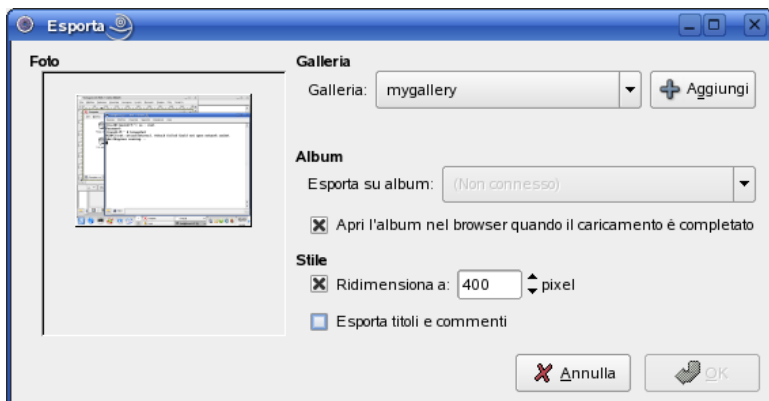 Esporta
Foto
Galleria
Galleria: mygallery Aggiungi
Album
Esporta su album: (Non connesso)
Apri l'album nel browser quando il caricamento è completato
Stile
Ridimensiona a: 400 pixel
Esporta titoli e commenti
Annulla OK